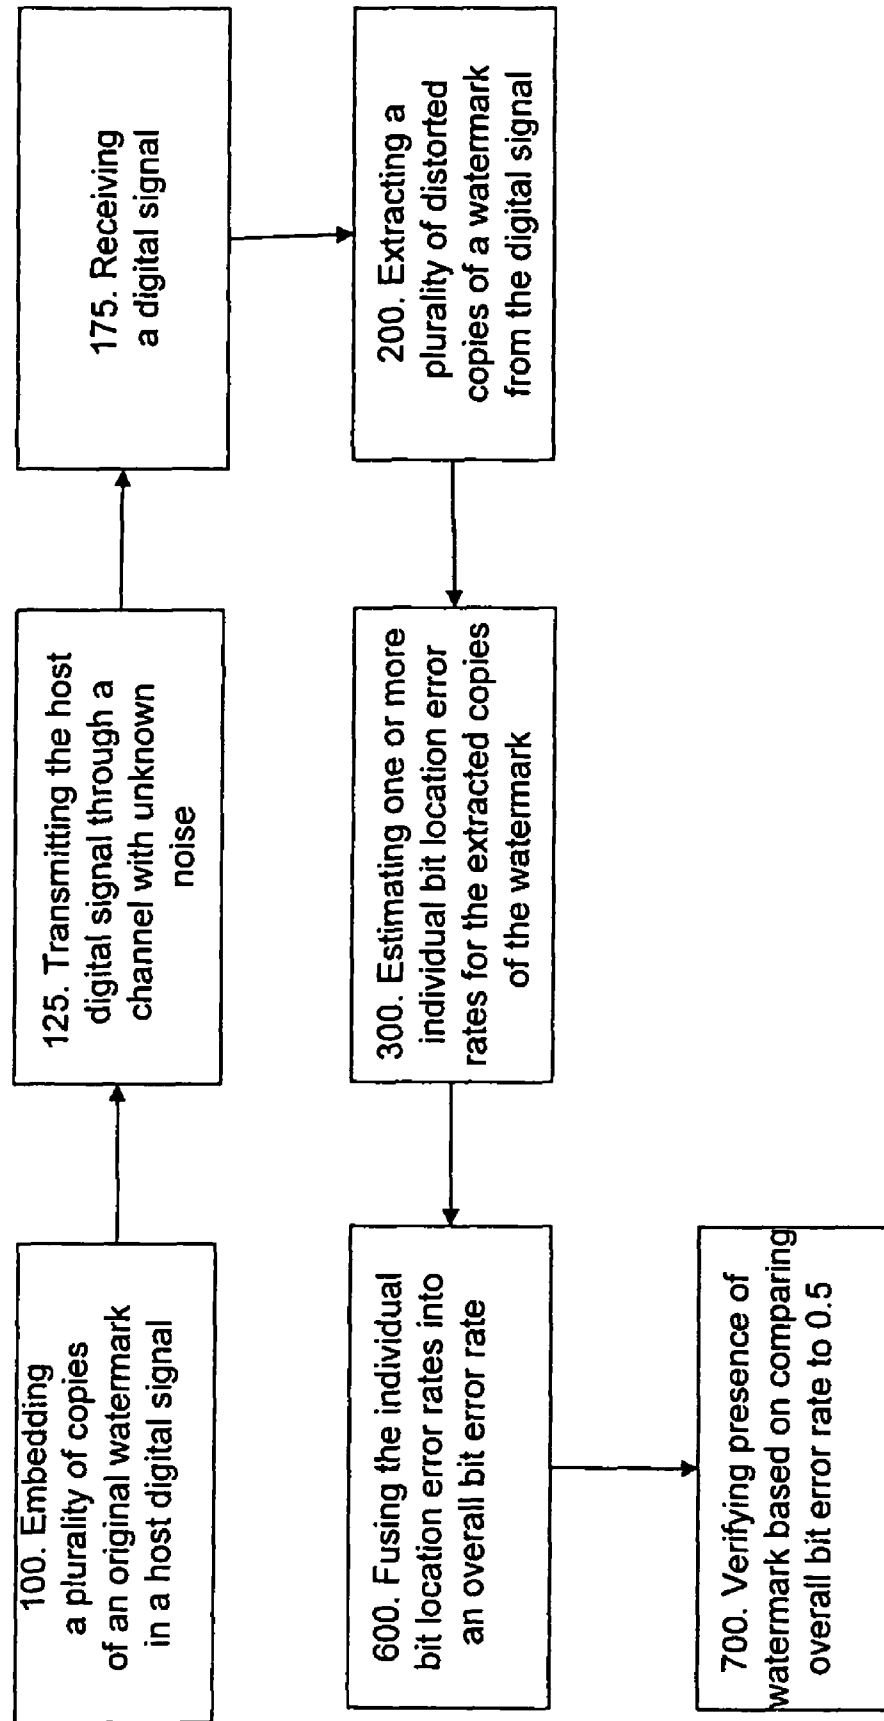 100. Embedding
a plurality of copies
of an original watermark
in a host digital signal
125. Transmitting the host
digital signal through a
channel with unknown
noise
175. Receiving
a digital signal
200. Extracting a
plurality of distorted
copies of a watermark
from the digital signal
300. Estimating one or more
individual bit location error
rates for the extracted copies
of the watermark
600. Fusing the individual
bit location error rates into
an overall bit error rate
700. Verifying presence of
watermark based on comparing
overall bit error rate to 0.5